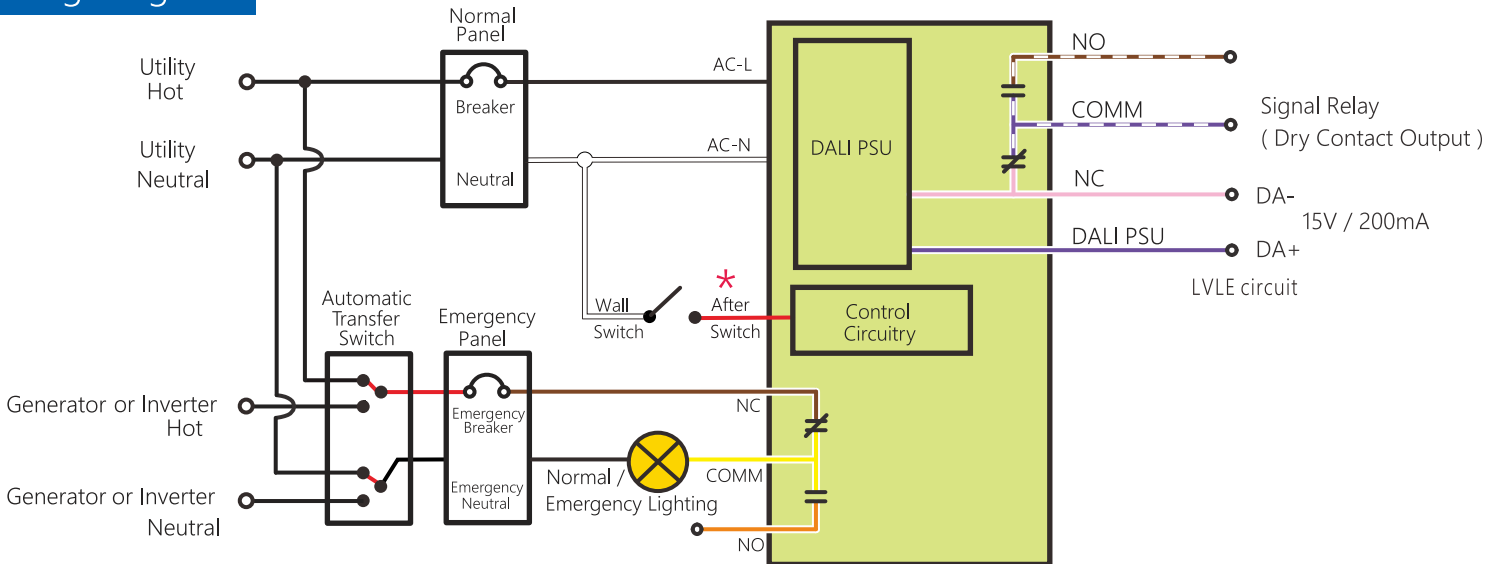 Normal
Panel
Utility
Hot
Breaker
AC-L
NO
COMM
Signal Relay
( Dry Contact Output )
Utility
Neutral
Neutral
AC-N
DALI PSU
NC
DA-
15V / 200mA
DALI PSU
DA+
LVLE circuit
*
Wall
Switch
After
Switch
Control
Circuitry
Automatic
Transfer
Switch
Emergency
Panel
Generator or Inverter
Hot
Emergency
Breaker
NC
Normal /
Emergency Lighting
COMM
Generator or Inverter
Neutral
Emergency
Neutral
NO